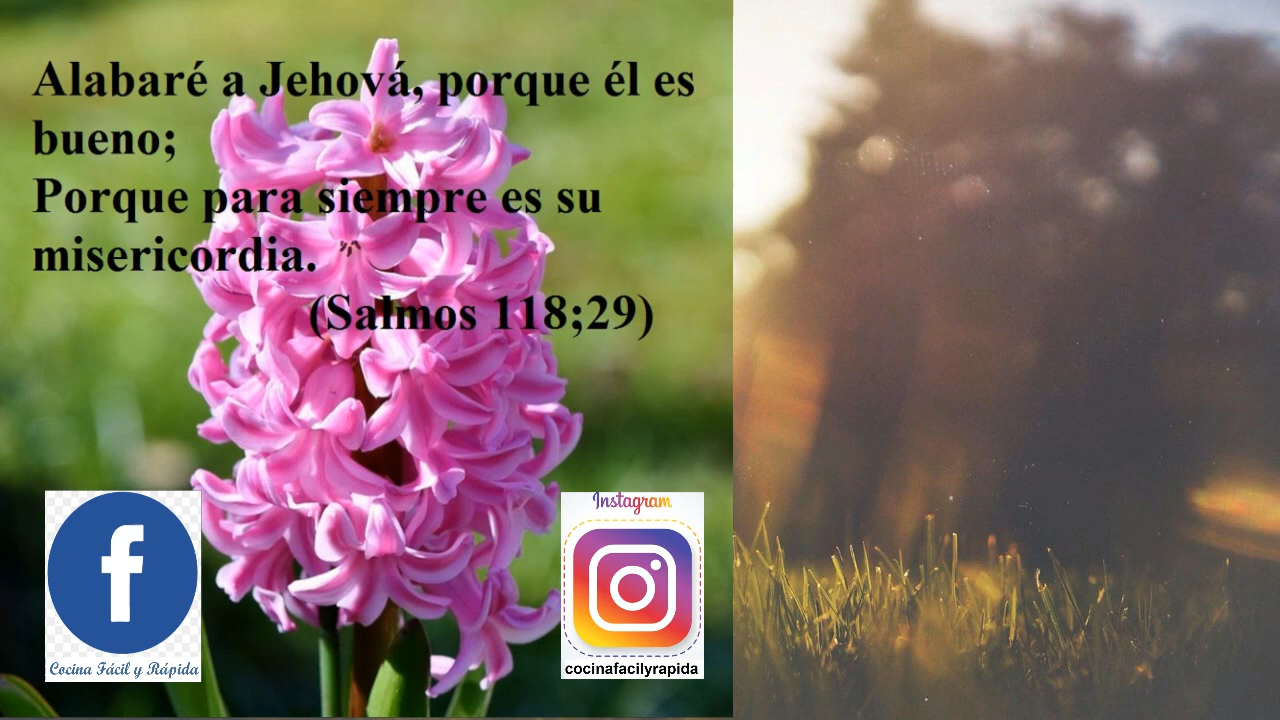 Alabaré a Jehová, porque él es
bueno;
Porque para siempre es su
misericordia.
(Salmos 118;29)
f
Cocina Fácil y Rápida
Instagram
cocinafacilyrapida